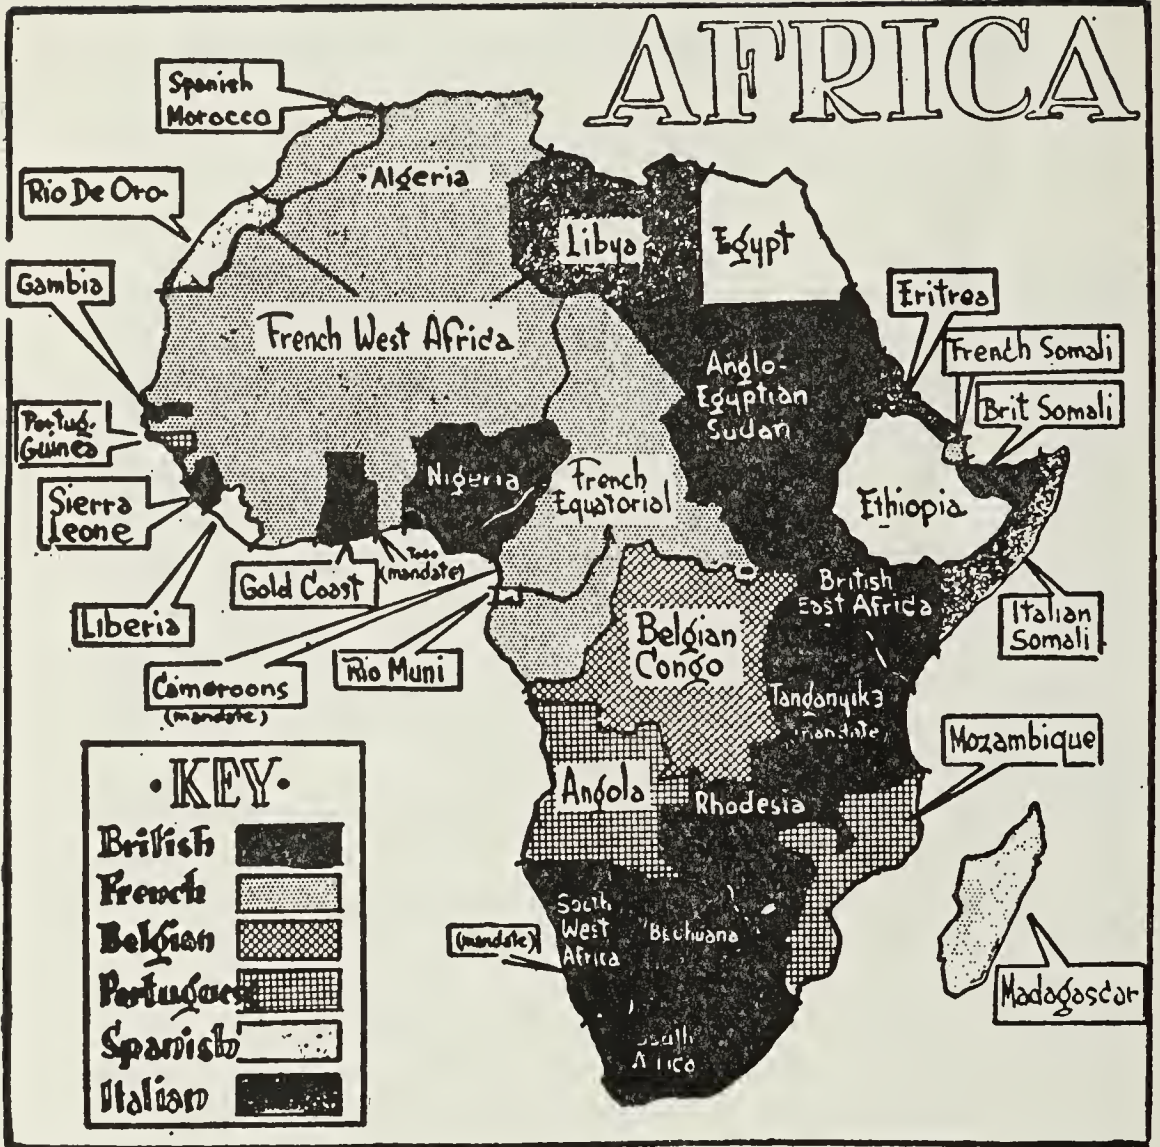 AFRICA
Spanish
Morocco
Rio De Oro
Algeria
Libya
Egypt
Gambia
Eritrea
French West Africa
French Somali
Brit Somali
Anglo-
Egyptian
Sudan
Portug-
Guinea
Sierra
Leone
Nigeria
French
Equatorial
Ethiopia
Togo
(mandate)
Gold Coast
Liberia
British
East Africa
Italian
Somali
Belgian
Congo
Rio Muni
Cameroons
(mandate)
Tanganyika
mandate
Mozambique
Angola
Rhodesia
South
West
Africa
(mandate)
Bechuana
Madagascar
South
Africa
·KEY·
British
French
Belgian
Portuguese
Spanish
Italian